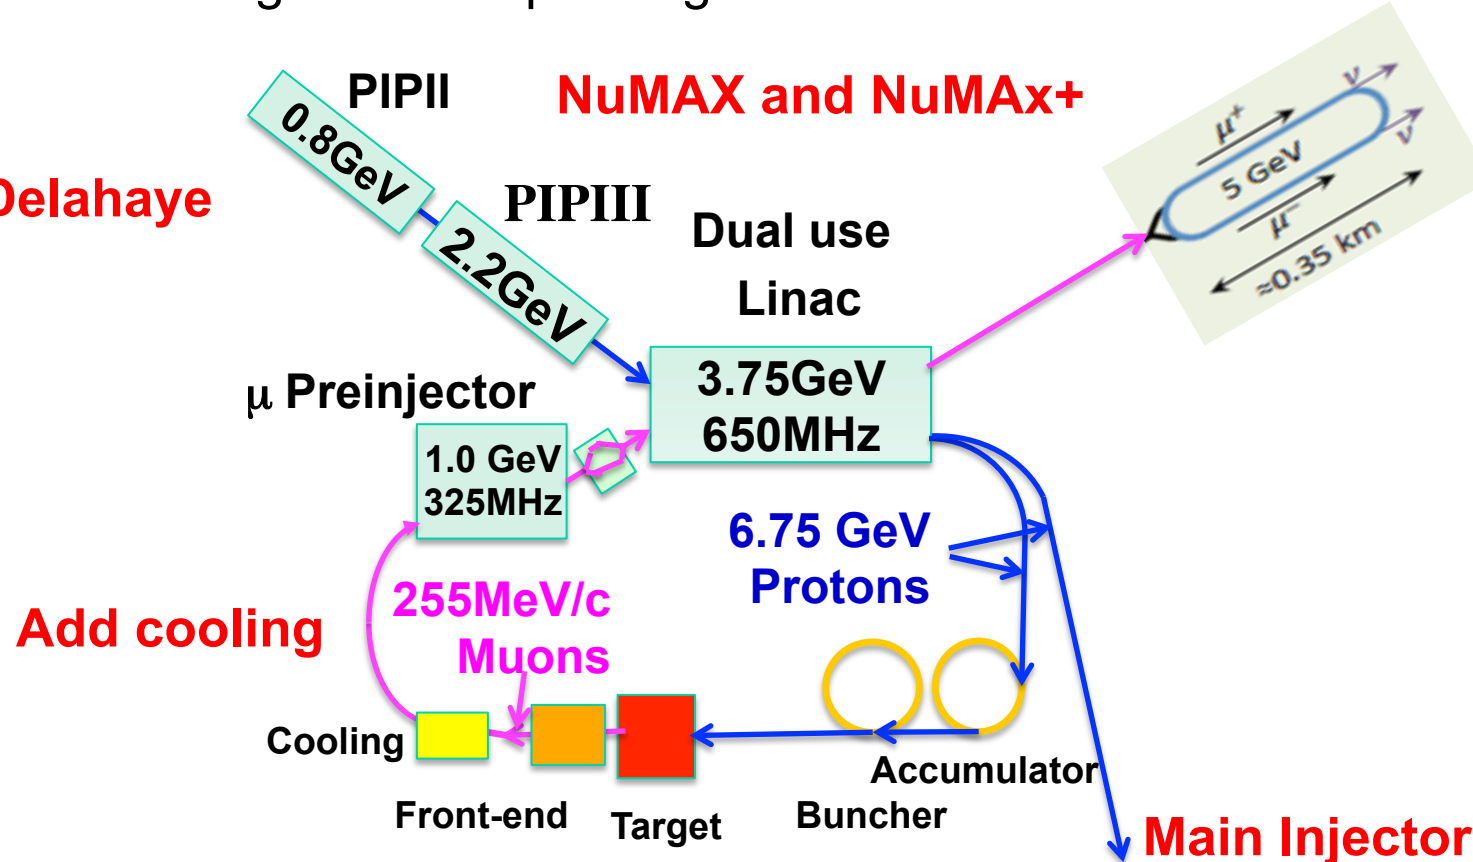 PIPII
NuMAX and NuMAx+
0.8GeV
Delahaye
PIPIII
2.2GeV
Dual use
Linac
μ⁺
ν
5 GeV
ν
μ⁻
≈0.35 km
3.75GeV
650MHz
μ Preinjector
1.0 GeV
325MHz
6.75 GeV
Protons
255MeV/c
Muons
Add cooling
Cooling
Front-end
Target
Buncher
Accumulator
Main Injector